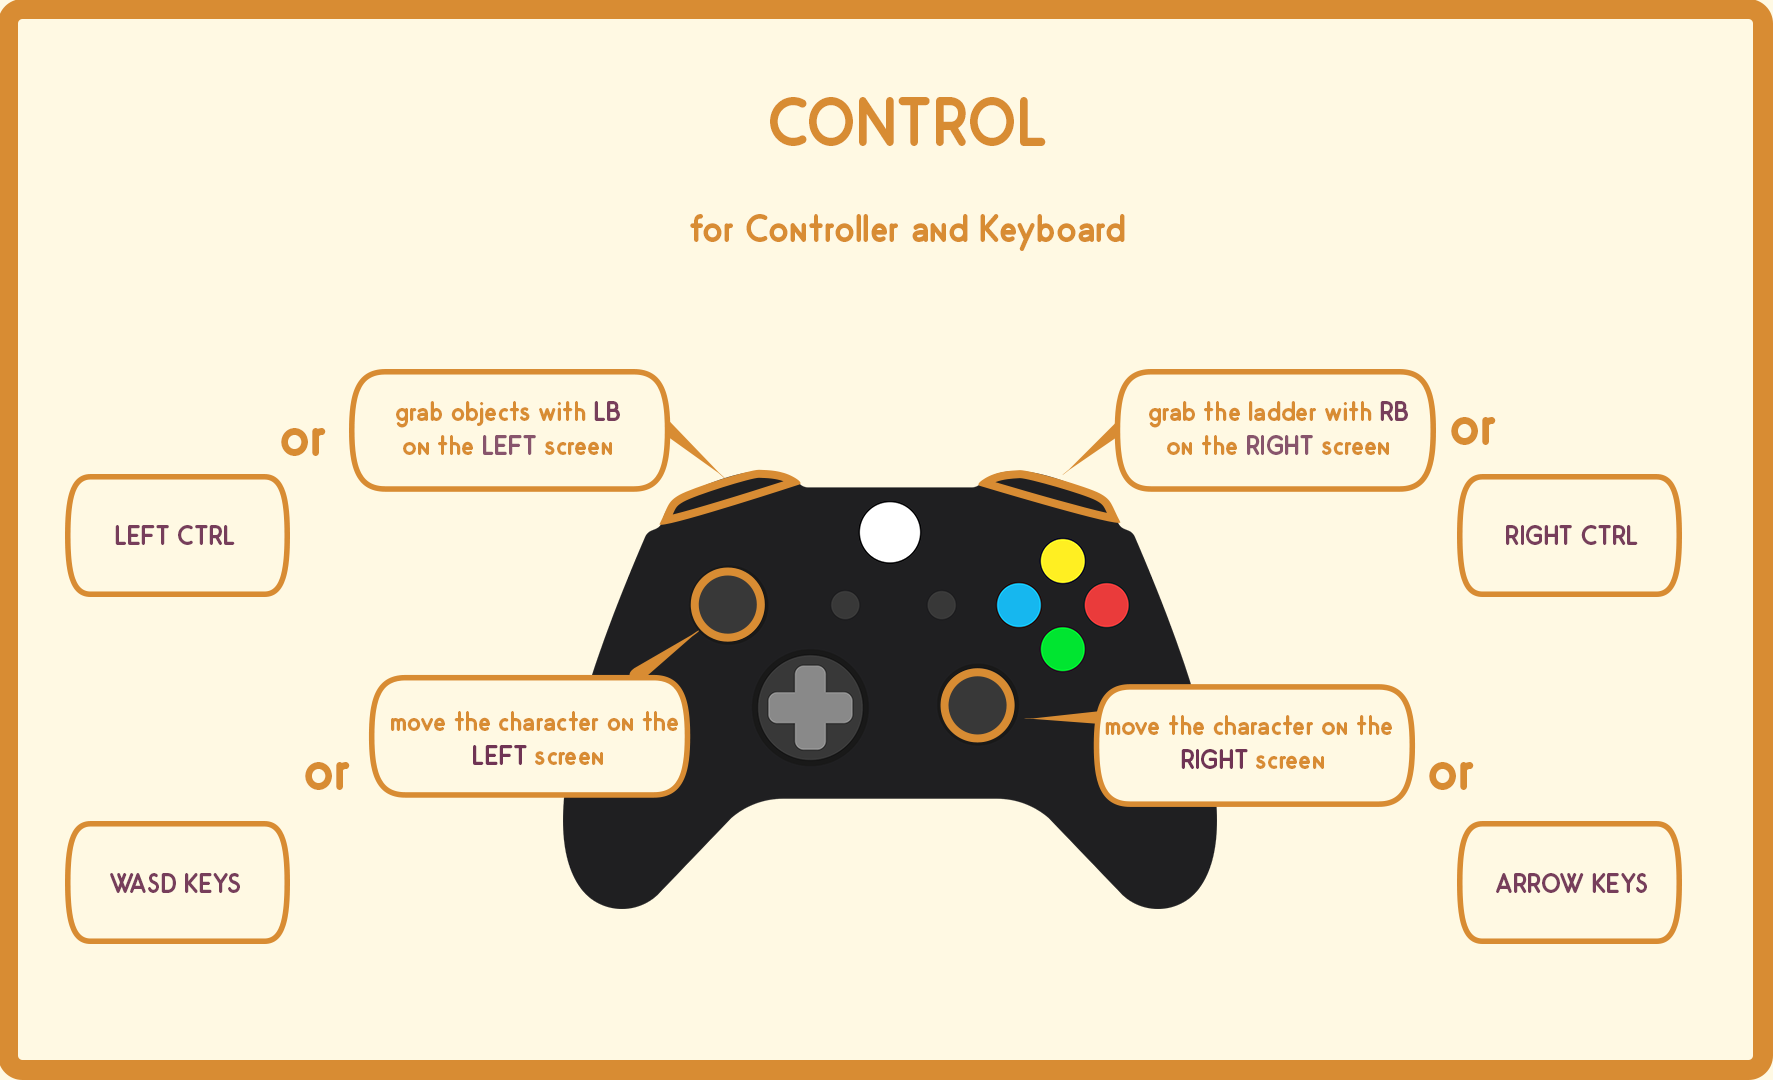 CONTROL
for Controller and Keyboard
grab objects with LB
on the LEFT screen
or
LEFT CTRL
grab the ladder with RB
on the RIGHT screen
or
RIGHT CTRL
move the character on the
LEFT screen
or
WASD KEYS
move the character on the
RIGHT screen
or
ARROW KEYS